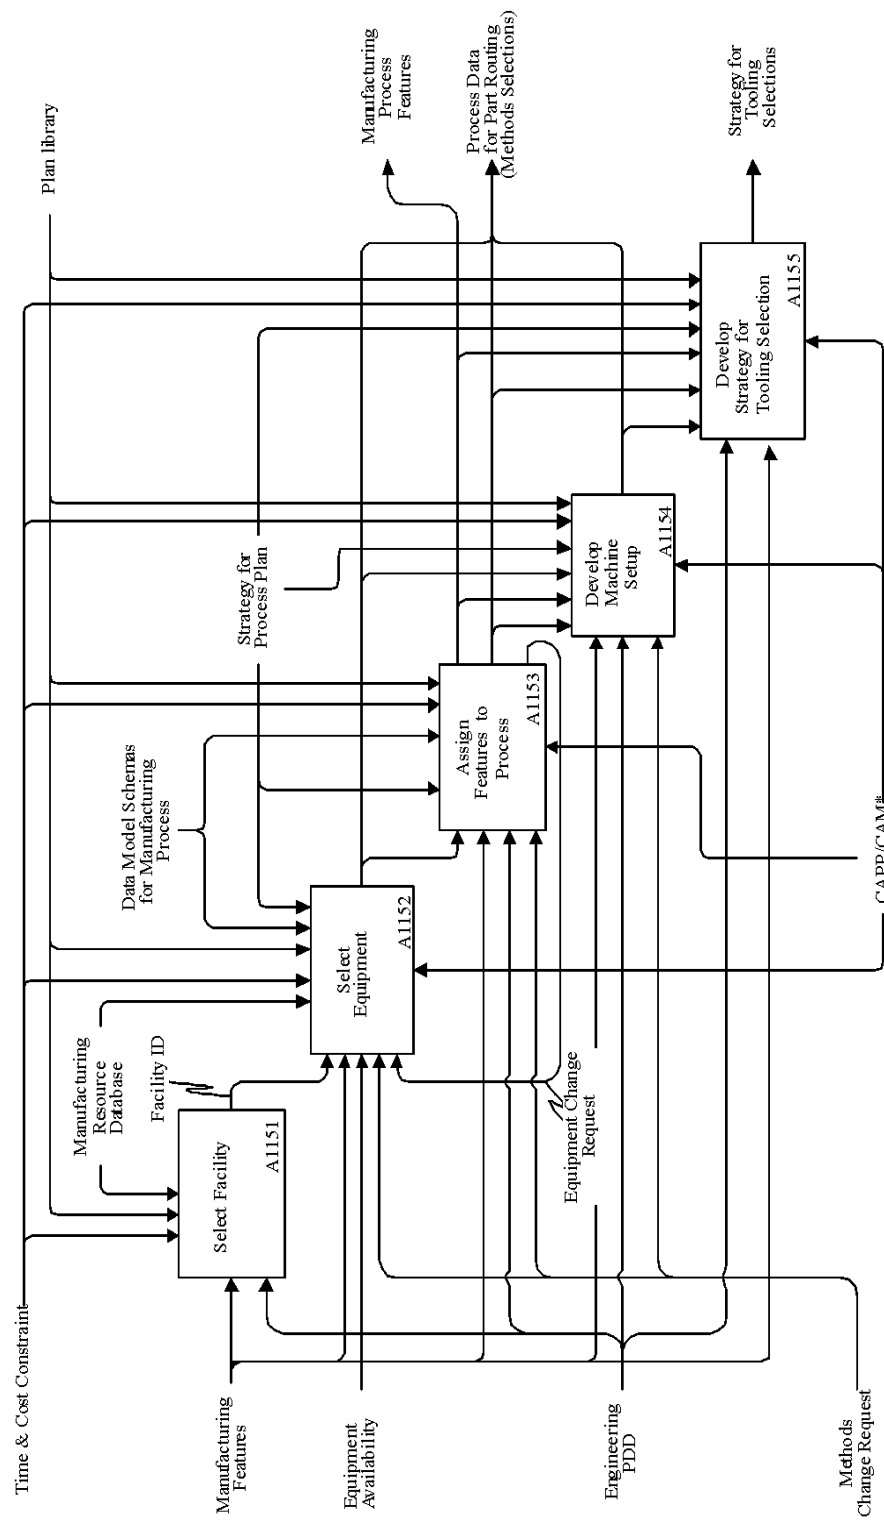 Time & Cost Constraint
Plan library
Manufacturing
Resource
Database
Data Model Schemas
for Manufacturing
Process
Strategy for
Process Plan
Facility ID
Manufacturing
Features
Equipment
Availability
Engineering
PDD
Methods
Change Request
Select Facility
A1151
Select
Equipment
A1152
Assign
Features to
Process
A1153
Develop
Machine
Setup
A1154
Develop
Strategy for
Tooling Selection
A1155
Equipment Change
Request
CAPP/CAM*
Manufacturing
Process
Features
Process Data
for Part Routing
(Methods Selections)
Strategy for
Tooling
Selections